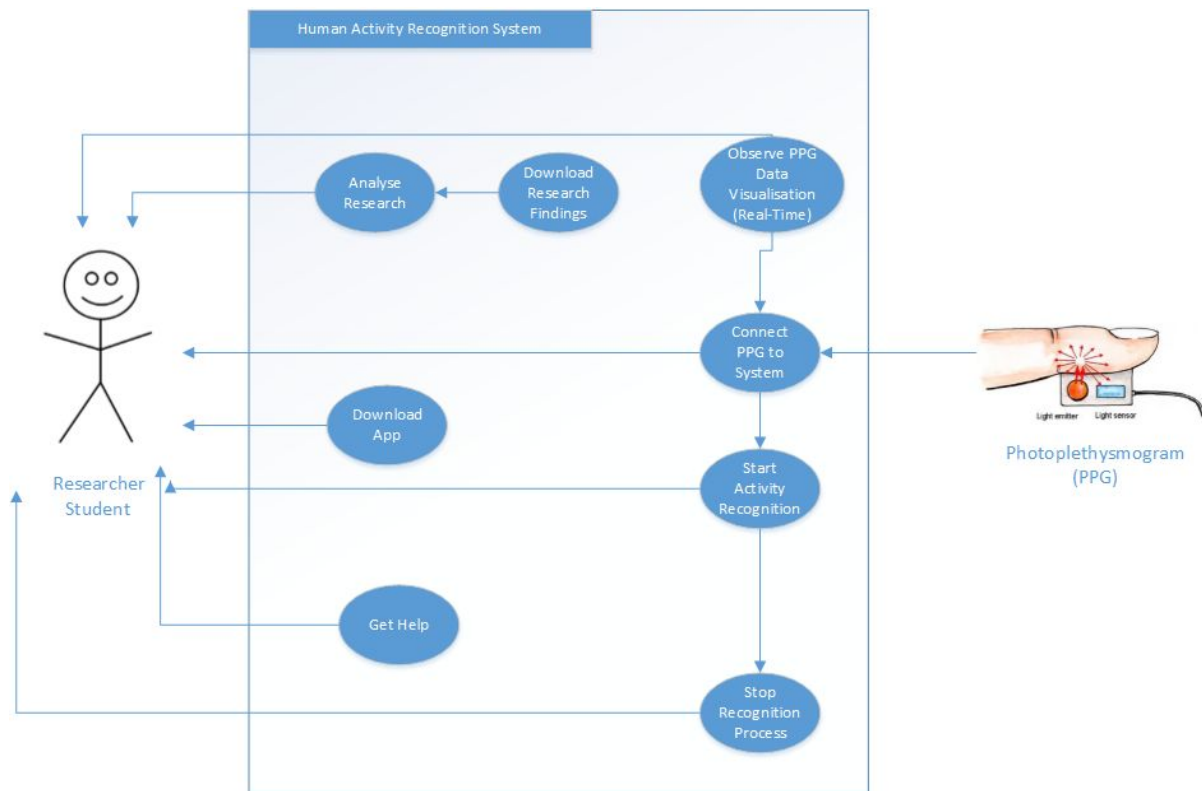 Human Activity Recognition System
Observe PPG
Data
Visualisation
(Real-Time)
Analyse
Research
Download
Research
Findings
Connect
PPG to
System
Light emitter
Light sensor
Download
App
Photoplethysmogram
(PPG)
Start
Activity
Recognition
Researcher
Student
Get Help
Stop
Recognition
Process